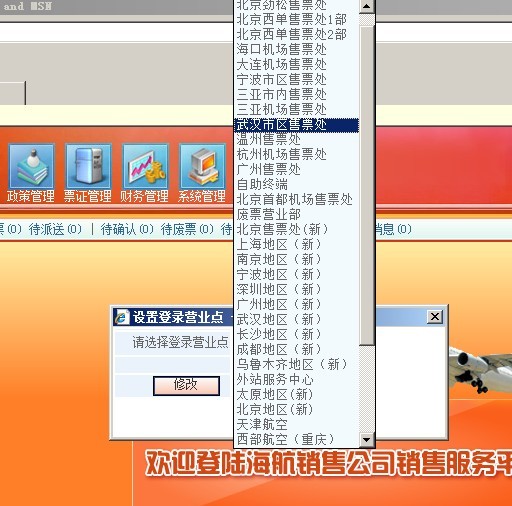 and MSN
北京劲松售票处
北京西单售票处1部
北京西单售票处2部
海口机场售票处
大连机场售票处
宁波市区售票处
三亚市内售票处
三亚机场售票处
武汉市区售票处
温州售票处
杭州机场售票处
广州售票处
自助终端
北京首都机场售票处
废票营业部
北京售票处(新)
上海地区（新）
南京地区（新）
宁波地区（新）
深圳地区（新）
广州地区（新）
武汉地区（新）
长沙地区（新）
成都地区（新）
乌鲁木齐地区（新）
外站服务中心
太原地区(新)
北京地区(新)
天津航空
西部航空（重庆）
政策管理 票证管理 财务管理 系统管理
票(0) 待派送(0) | 待确认(0) 待废票(0) 待 消息(0)
设置登录营业点
请选择登录营业点
修改
欢迎登陆海航销售公司销售服务平